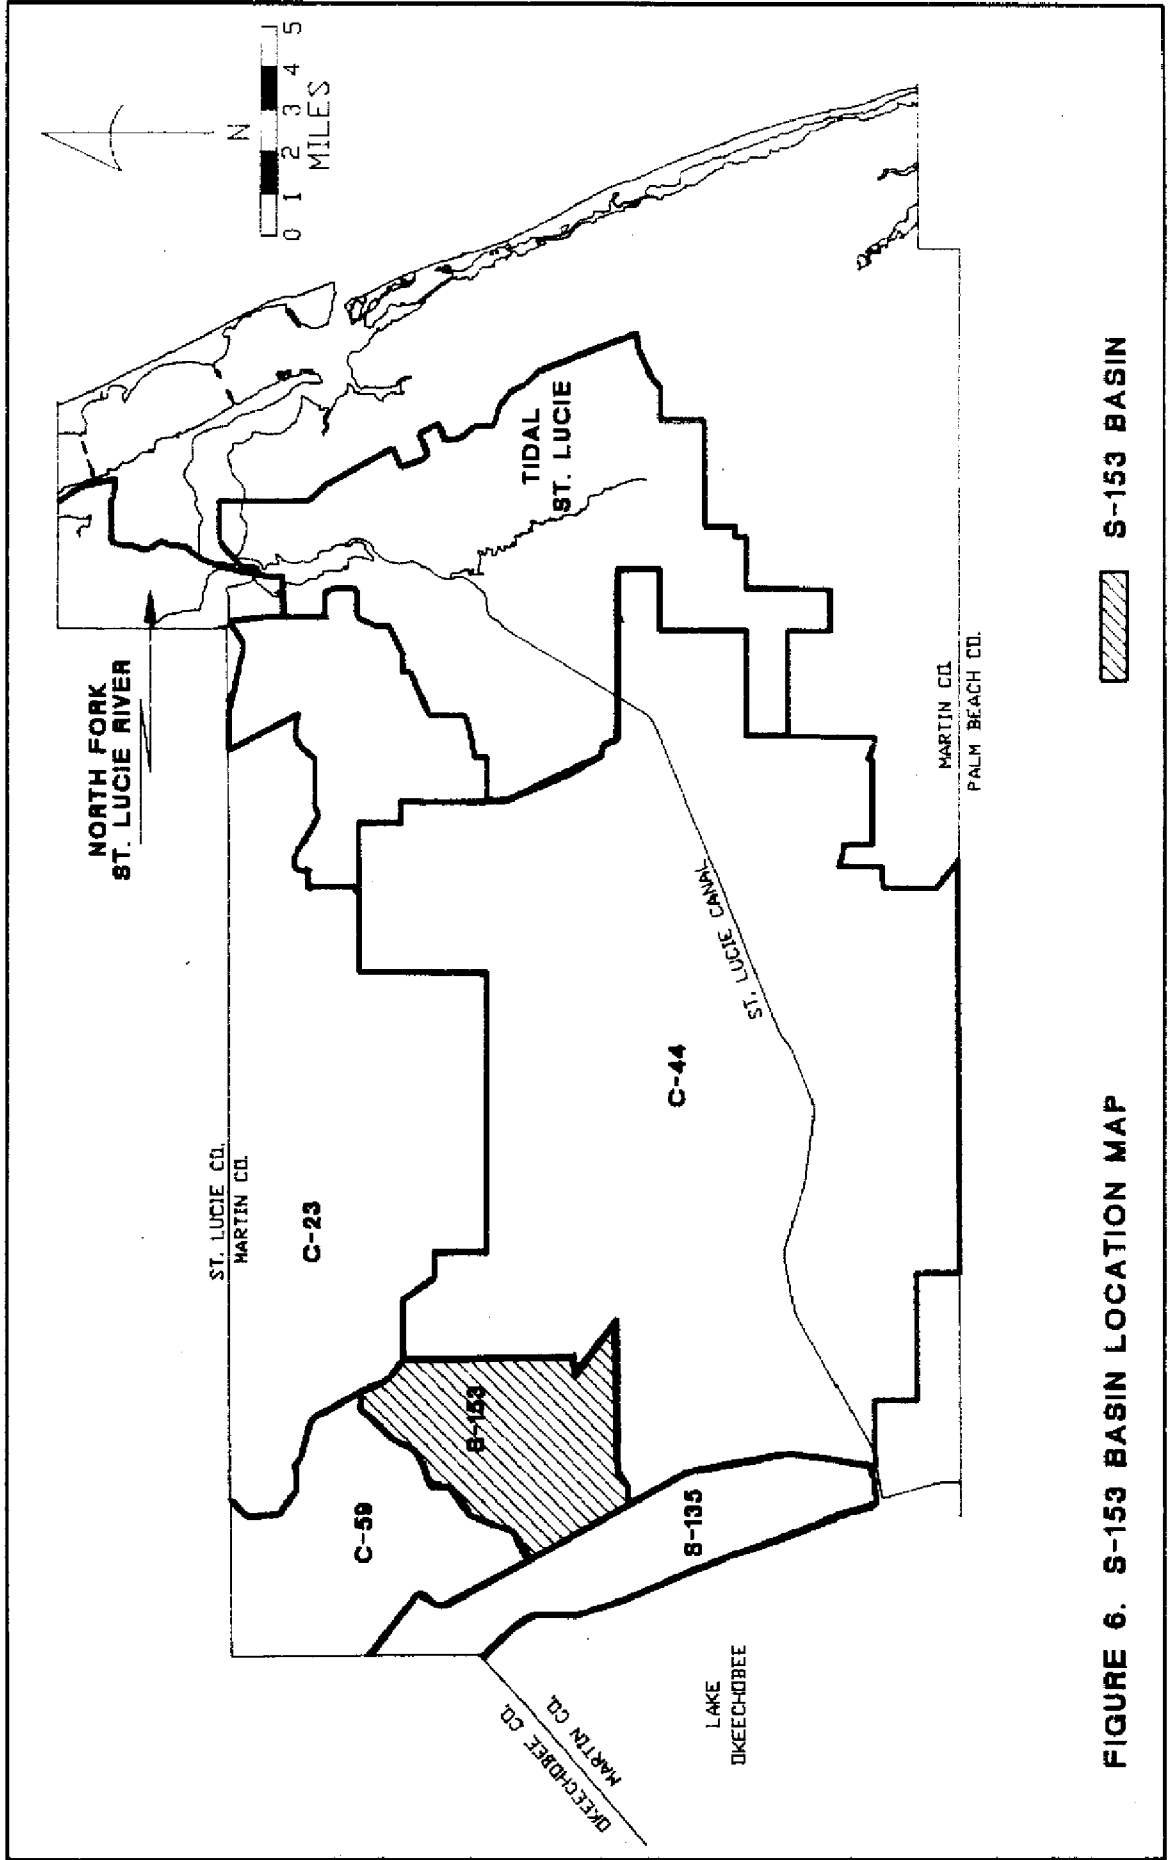 NORTH FORK
ST. LUCIE RIVER
N
0 1 2 3 4 5
MILES
ST. LUCIE CO.
MARTIN CO.
C-23
C-59
S-153
TIDAL
ST. LUCIE
C-44
ST. LUCIE CANAL
S-135
OKEECHOBEE CO.
MARTIN CO.
LAKE
OKEECHOBEE
MARTIN CO.
PALM BEACH CO.
FIGURE 6. S-153 BASIN LOCATION MAP
S-153 BASIN